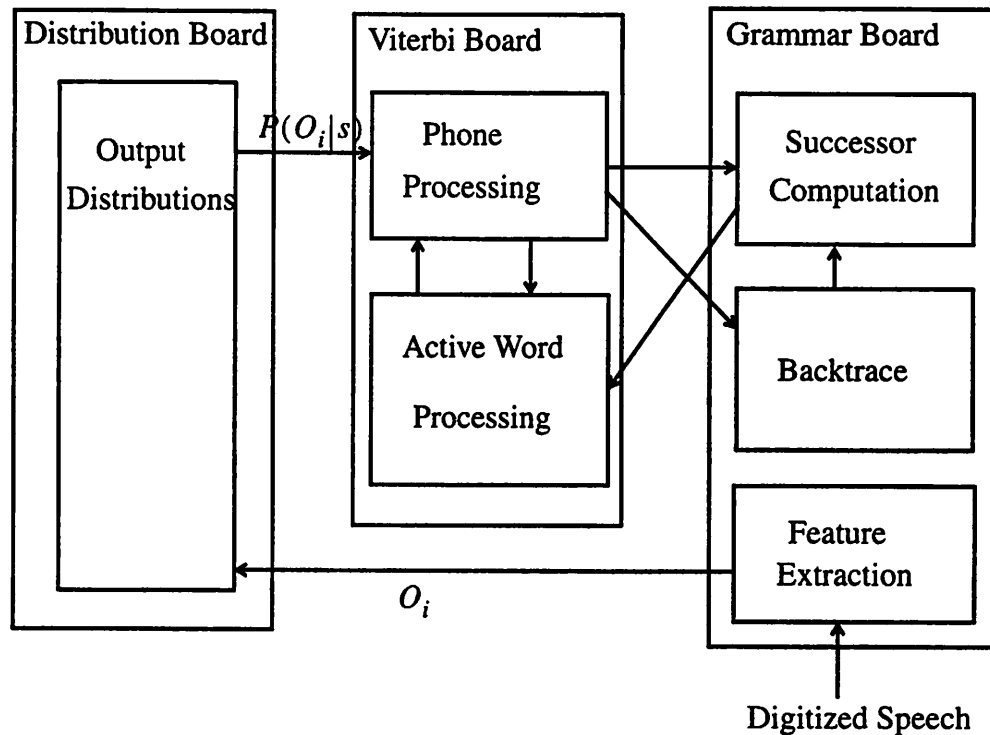 Distribution Board
Output
Distributions
P(O_i|s)
Viterbi Board
Phone
Processing
Active Word
Processing
Grammar Board
Successor
Computation
Backtrace
Feature
Extraction
O_i
Digitized Speech